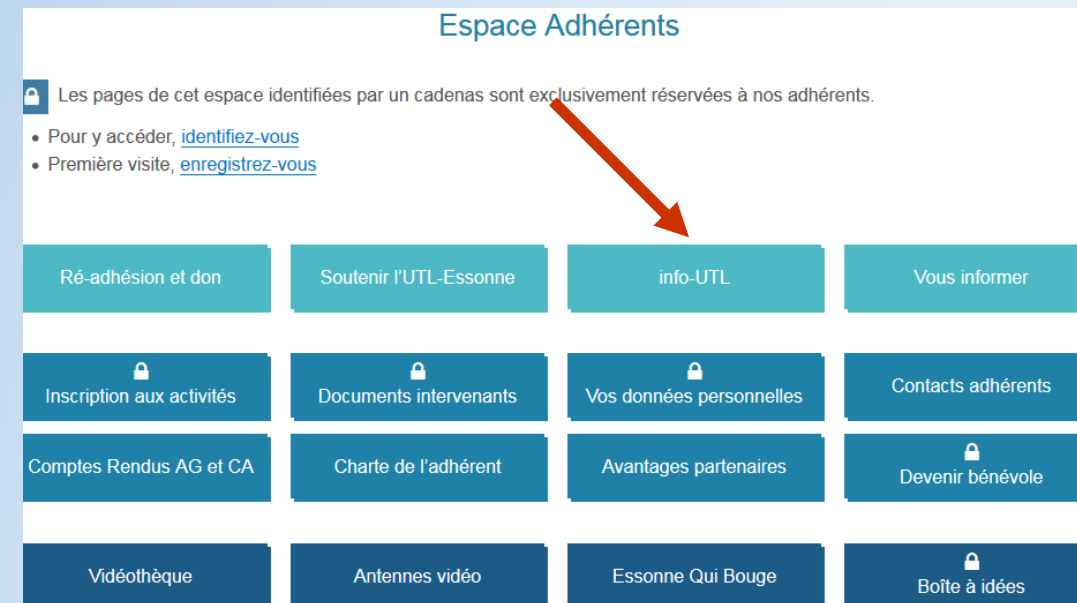 Espace Adhérents
Les pages de cet espace identifiées par un cadenas sont exclusivement réservées à nos adhérents.
• Pour y accéder, identifiez-vous
• Première visite, enregistrez-vous
Ré-adhésion et don
Soutenir l'UTL-Essonne
info-UTL
Vous informer
Inscription aux activités
Documents intervenants
Vos données personnelles
Contacts adhérents
Comptes Rendus AG et CA
Charte de l'adhérent
Avantages partenaires
Devenir bénévole
Vidéothèque
Antennes vidéo
Essonne Qui Bouge
Boîte à idées